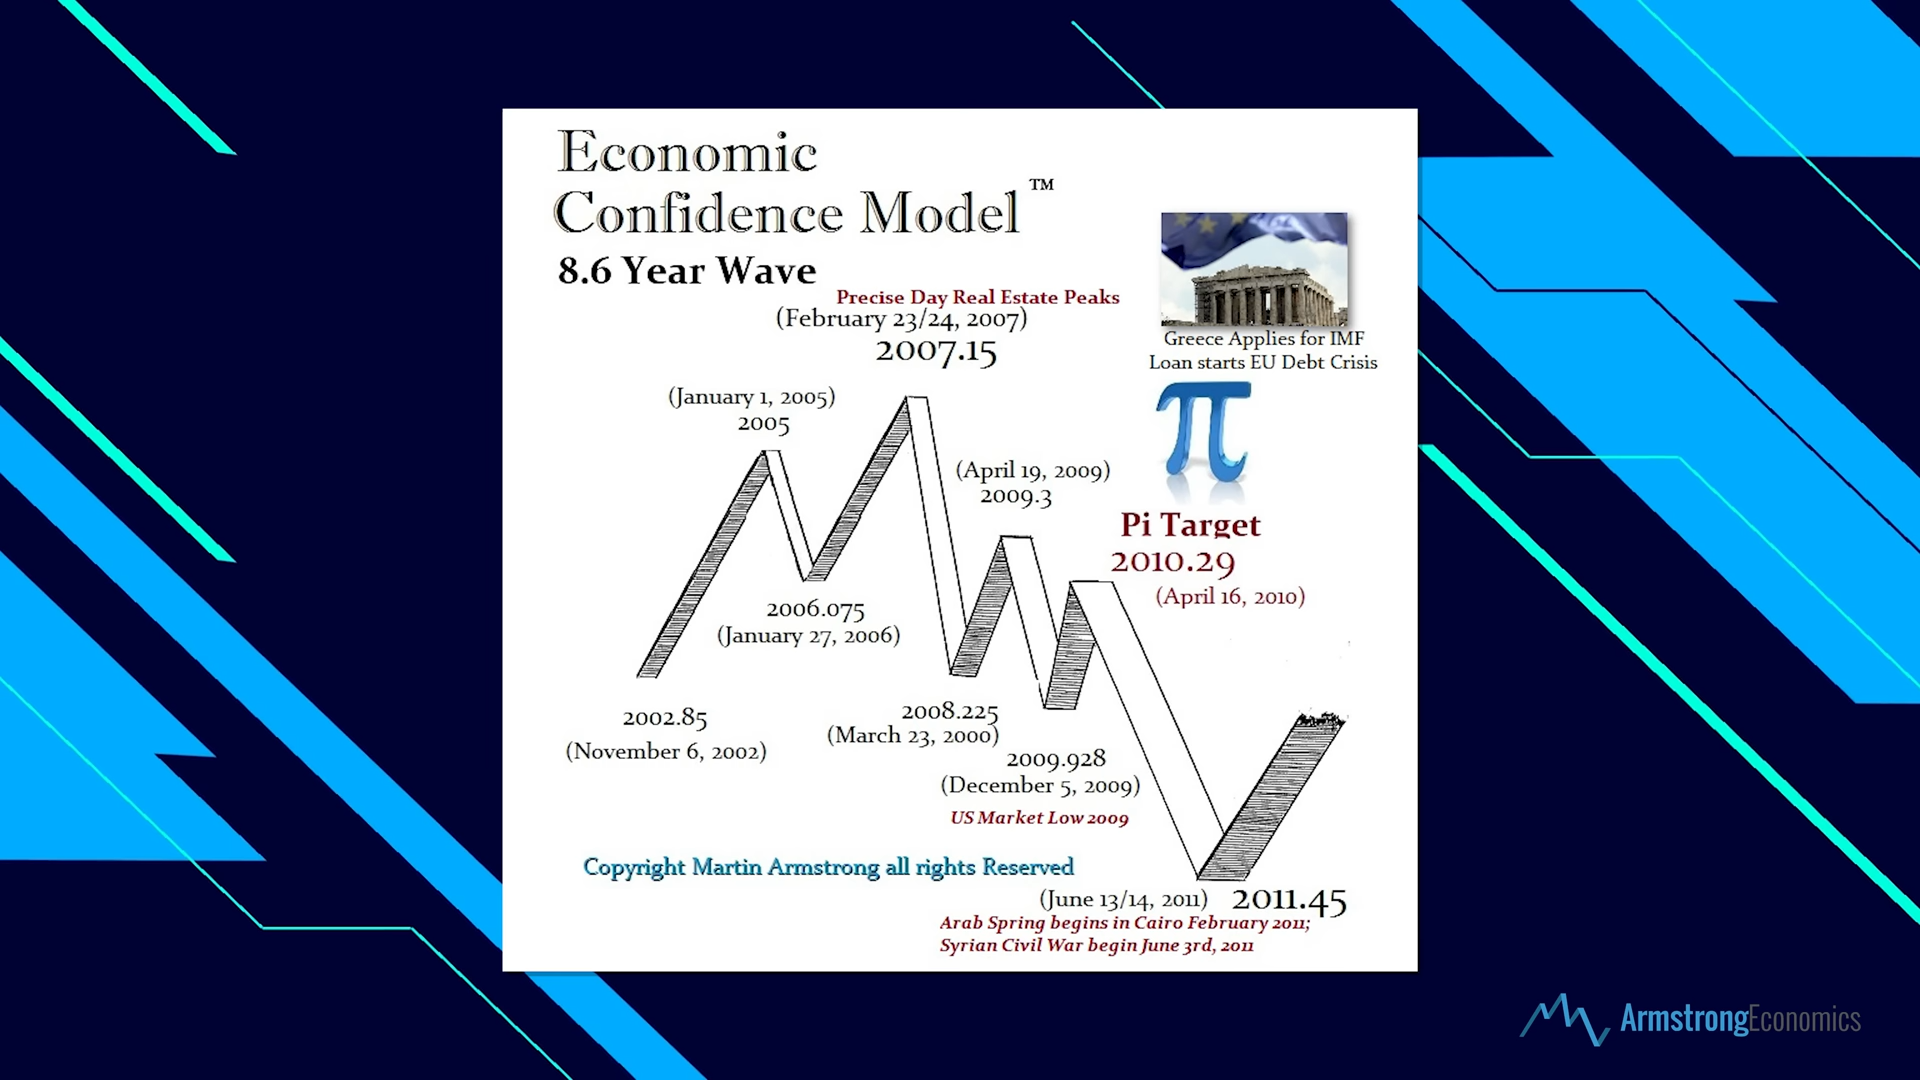 Economic
Confidence Model™
8.6 Year Wave
Precise Day Real Estate Peaks
(February 23/24, 2007)
2007.15
Greece Applies for IMF
Loan starts EU Debt Crisis
(January 1, 2005)
2005
π
(April 19, 2009)
2009.3
Pi Target
2010.29
(April 16, 2010)
2006.075
(January 27, 2006)
2002.85
(November 6, 2002)
2008.225
(March 23, 2000)
2009.928
(December 5, 2009)
US Market Low 2009
Copyright Martin Armstrong all rights Reserved
(June 13/14, 2011) 2011.45
Arab Spring begins in Cairo February 2011;
Syrian Civil War begin June 3rd, 2011
ArmstrongEconomics